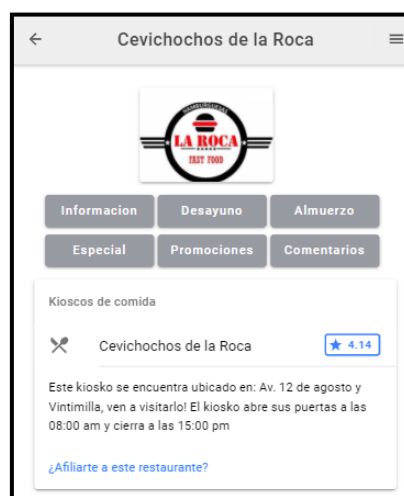 Cevichochos de la Roca
HAMBURGUESAS
LA ROCA
FAST FOOD
Informacion Desayuno Almuerzo
Especial Promociones Comentarios
Kioscos de comida
Cevichochos de la Roca 4.14
Este kiosko se encuentra ubicado en: Av. 12 de agosto y
Vintimilla, ven a visitarlo! El kiosko abre sus puertas a las
08:00 am y cierra a las 15:00 pm
¿Afiliarte a este restaurante?